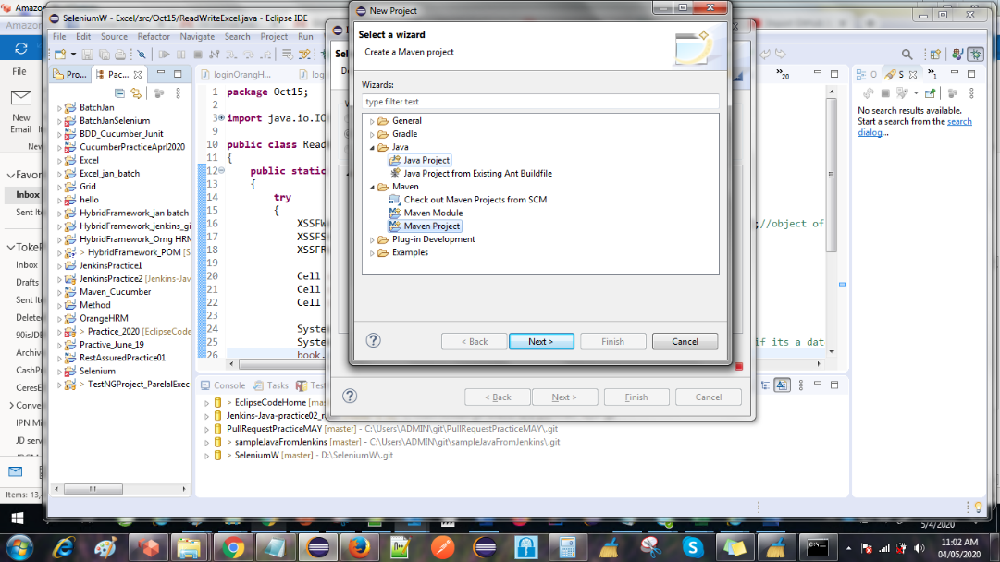 Amazo
SeleniumW - Excel/src/Oct15/ReadWriteExcel.java - Eclipse IDE
File Edit Source Refactor Navigate Search Project Run
New Project
Select a wizard
Create a Maven project
Wizards:
type filter text
General
Gradle
Java
Java Project
Java Project from Existing Ant Buildfile
Maven
Check out Maven Projects from SCM
Maven Module
Maven Project
Plug-in Development
Examples
< Back
Next >
Finish
Cancel
< Back
Next >
Finish
Cancel
File
New
Email
New
Favor
Inbox
Sent It
Inbox
Drafts
Sent Ite
Delete
90isJDB
Archiv
CashPr
CeresE
Conve
IPN Mi
JD serv
Items: 13,
Pro...
Pac...
BatchJan
BatchJanSelenium
BDD_Cucumber_Junit
CucumberPracticeAprl2020
Excel
Excel_jan_batch
Grid
hello
HybridFramework_jan batch
HybridFramework_jenkins_gi
HybridFramework_Orng HRM
> HybridFramework_POM [S
JenkinsPractice1
JenkinsPractice2 [Jenkins-Jav
Maven_Cucumber
Method
OrangeHRM
> Practice_2020 [EclipseCode
Practive_June_19
RestAssuredPractice01
Selenium
> TestNGProject_ParelalExec
loginOrangH...
1 package Oct15;
2
3 import java.io.IO
9
10 public class Read
11 {
12 public static
13 {
14 try
15 {
16 XSSFW ;//object of
17 XSSFS
18 XSSFR
19
20 Cell
21 Cell
22 Cell
23
24 Syste
25 Syste if its a dat
26 book.
20
S
1
No search results available.
Start a search from the search
dialog...
Console Tasks Test
> EclipseCodeHome [mas
Jenkins-Java-practice02_
PullRequestPracticeMAY [master] - C:\Users\ADMIN\git\PullRequestPracticeMAY\.git
> sampleJavaFromJenkins [master] - C:\Users\ADMIN\git\sampleJavaFromJenkins\.git
> SeleniumW [master] - D:\SeleniumW\.git
5/4/2020
11:02 AM
04/05/2020